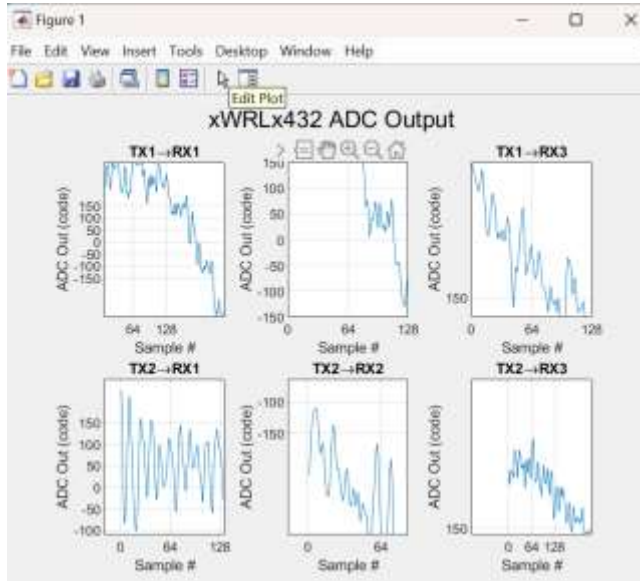 Figure 1
File Edit View Insert Tools Desktop Window Help
Edit Plot
xWRLx432 ADC Output
TX1→RX1
ADC Out (code)
150
100
50
0
-50
-100
-150
64 128
Sample #
150
ADC Out (code)
100
50
0
-50
-100
-150
0 64 128
Sample #
TX1→RX3
ADC Out (code)
150
0 64 128
Sample #
TX2→RX1
ADC Out (code)
150
100
50
0
-50
-100
0 64 128
Sample #
TX2→RX2
ADC Out (code)
-100
-150
0 64
Sample #
TX2→RX3
ADC Out (code)
150
0 64 128
Sample #